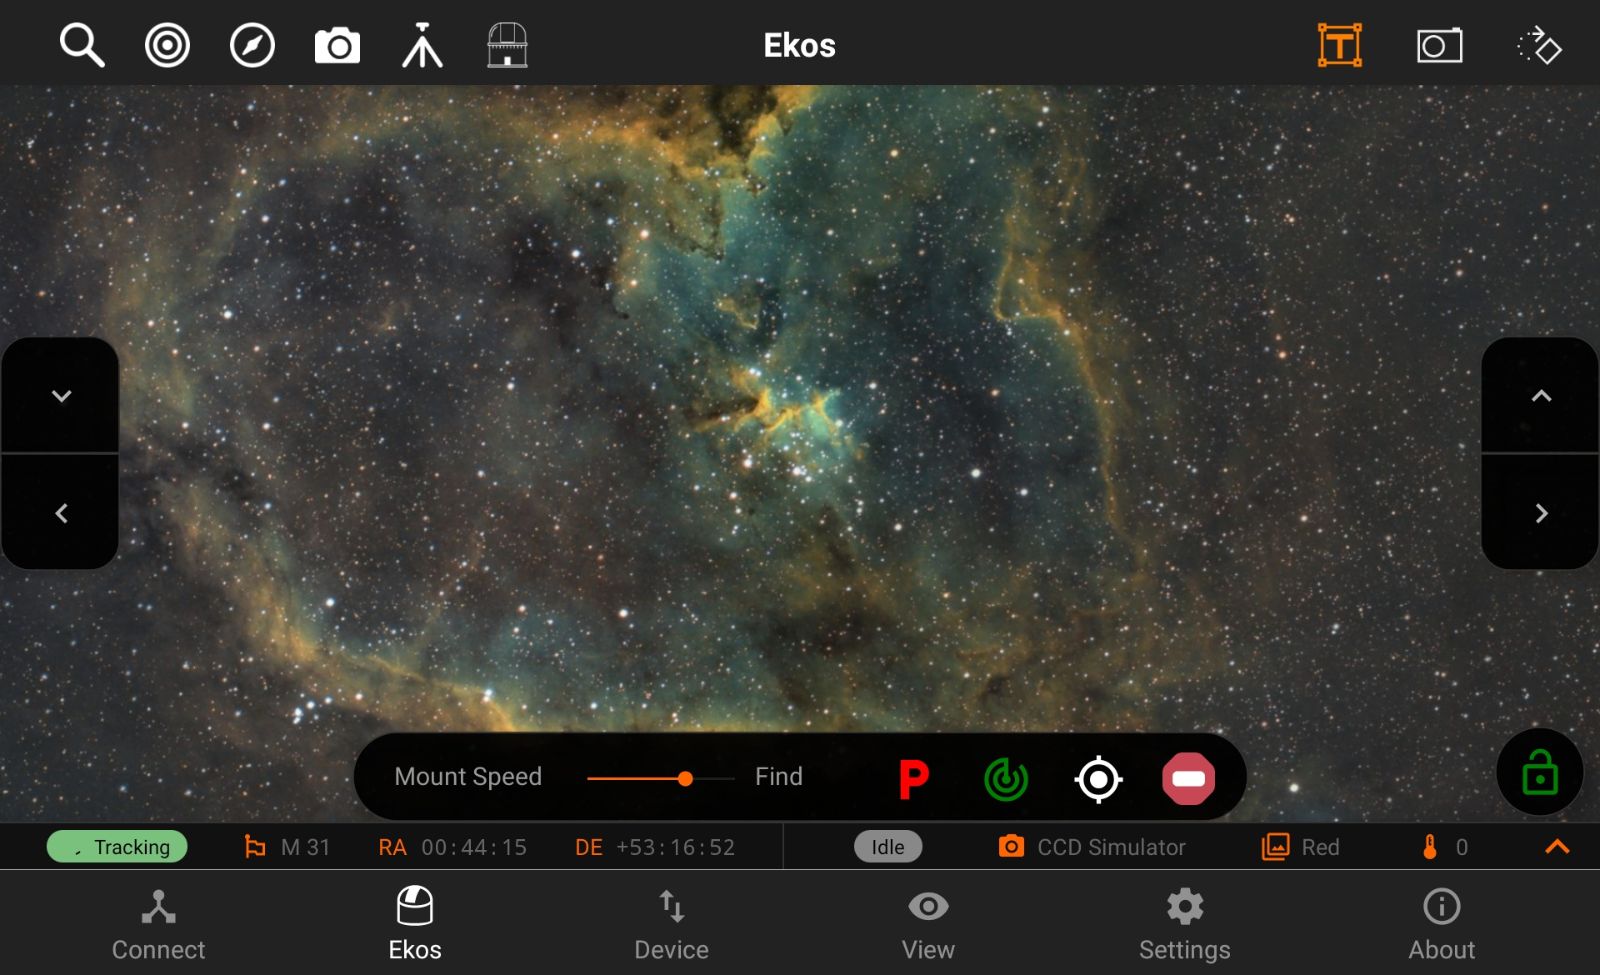 Ekos
Mount Speed Find P
Tracking M 31 RA 00:44:15 DE +53:16:52 Idle CCD Simulator Red 0
Connect Ekos Device View Settings About